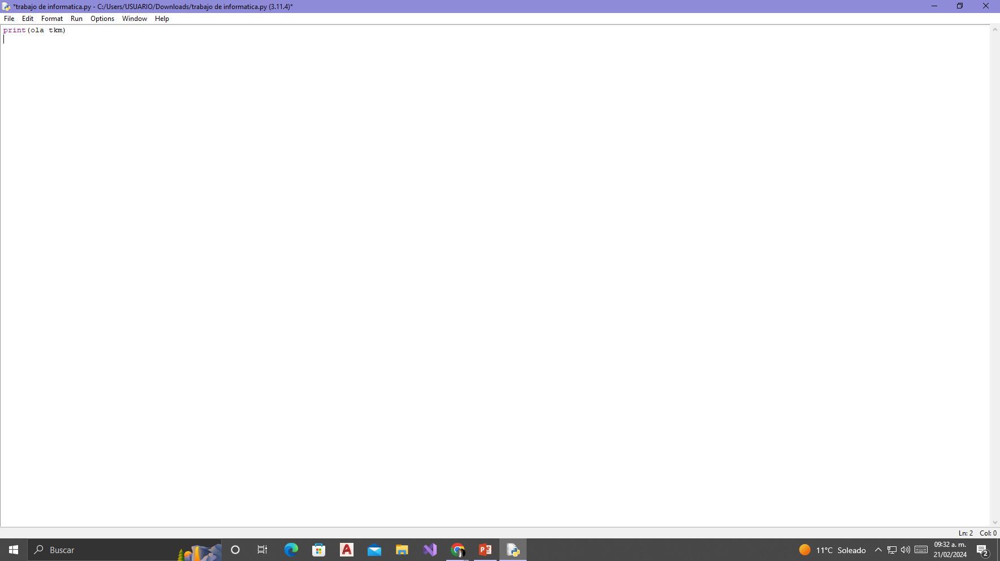 *trabajo de informatica.py - C:/Users/USUARIO/Downloads/trabajo de informatica.py (3.11.4)*
File Edit Format Run Options Window Help
print(ola tkm)
Ln: 2 Col: 0
Buscar
11°C Soleado
09:32 a. m.
21/02/2024
2